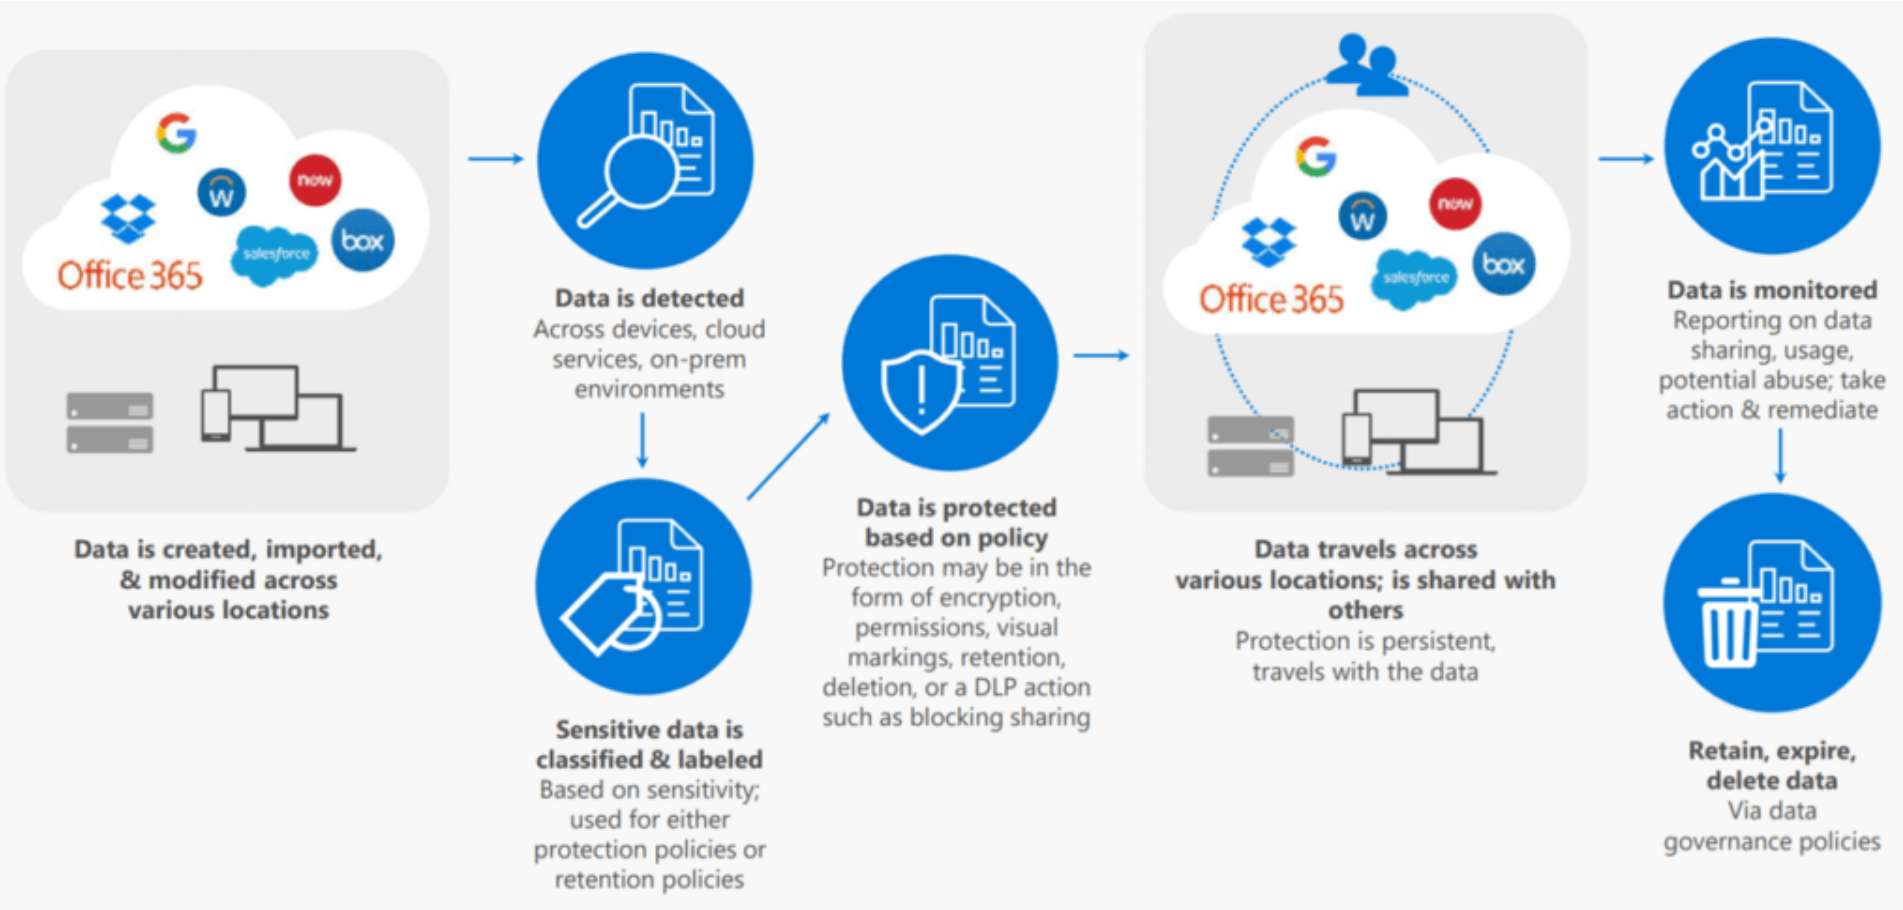 G
W
now
box
salesforce
Office 365
Data is created, imported,
& modified across
various locations
Data is detected
Across devices, cloud
services, on-prem
environments
Sensitive data is
classified & labeled
Based on sensitivity;
used for either
protection policies or
retention policies
Data is protected
based on policy
Protection may be in the
form of encryption,
permissions, visual
markings, retention,
deletion, or a DLP action
such as blocking sharing
G
W
now
box
salesforce
Office 365
Data travels across
various locations; is shared with
others
Protection is persistent,
travels with the data
Data is monitored
Reporting on data
sharing, usage,
potential abuse; take
action & remediate
Retain, expire,
delete data
Via data
governance policies